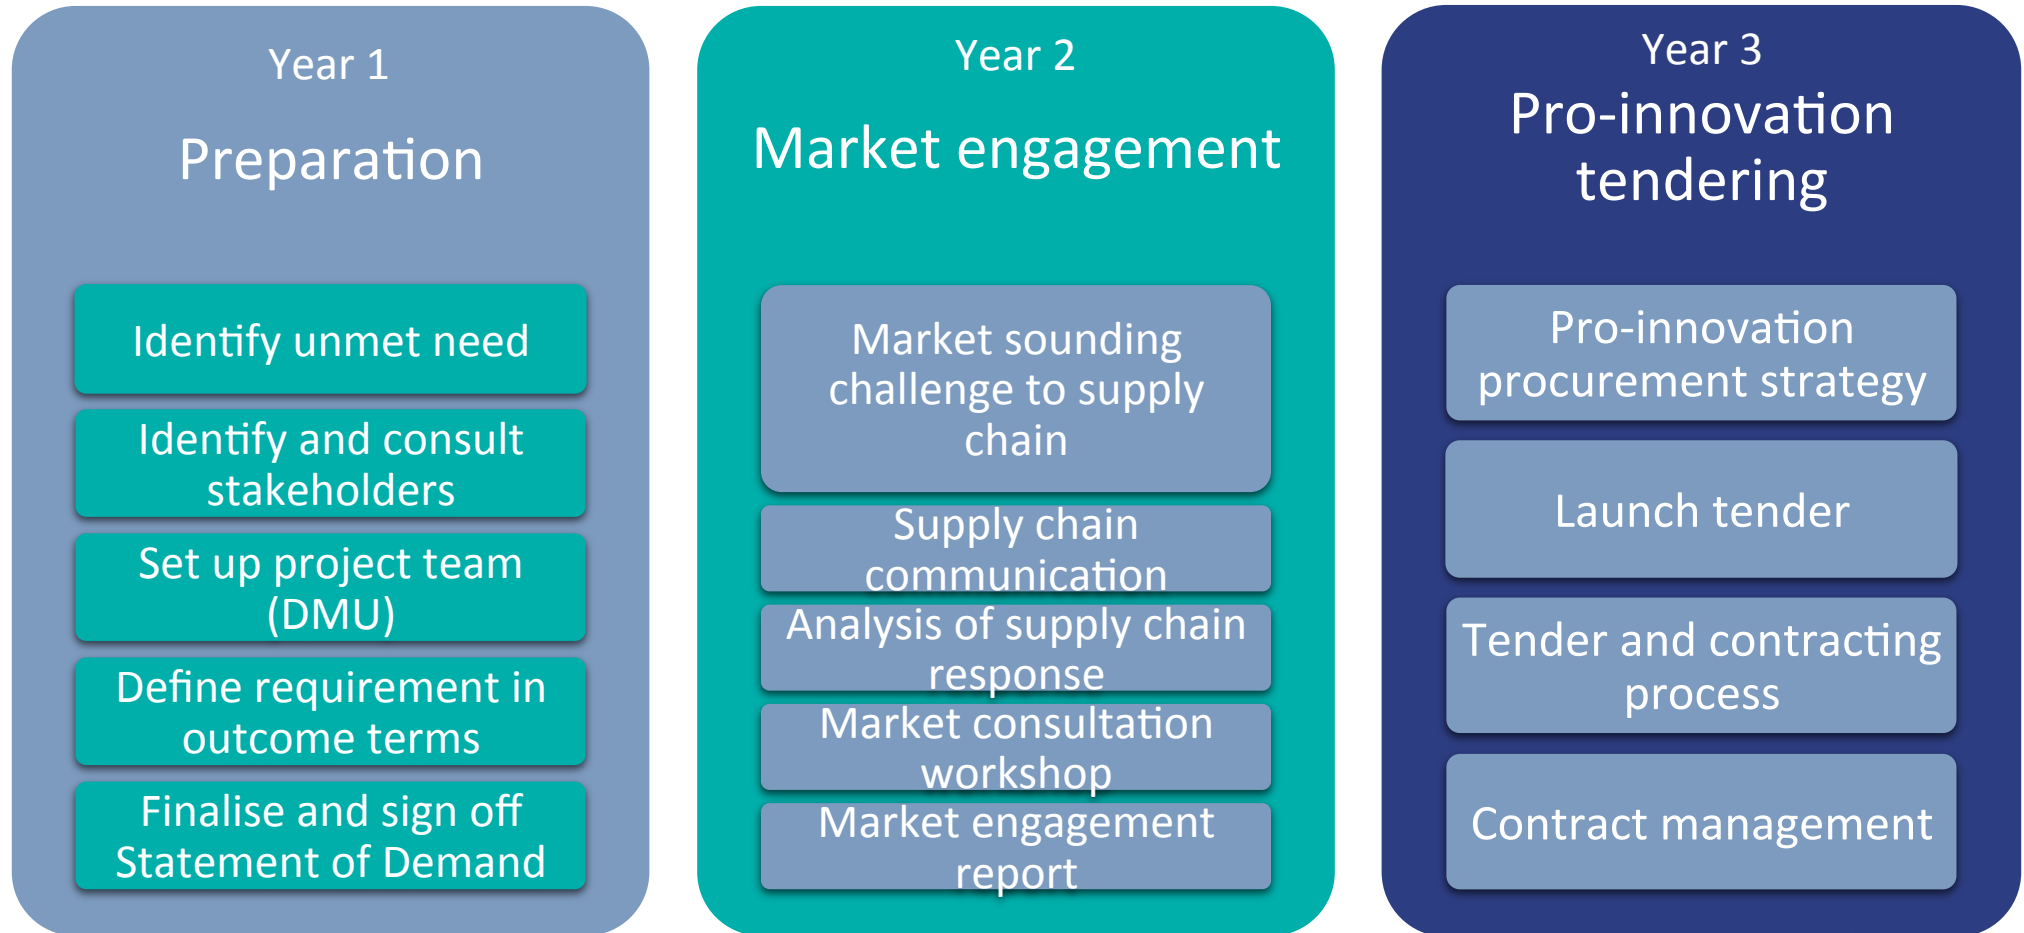 Year 1
Preparation
Identify unmet need
Identify and consult
stakeholders
Set up project team
(DMU)
Define requirement in
outcome terms
Finalise and sign off
Statement of Demand
Year 2
Market engagement
Market sounding
challenge to supply
chain
Supply chain
communication
Analysis of supply chain
response
Market consultation
workshop
Market engagement
report
Year 3
Pro-innovation
tendering
Pro-innovation
procurement strategy
Launch tender
Tender and contracting
process
Contract management